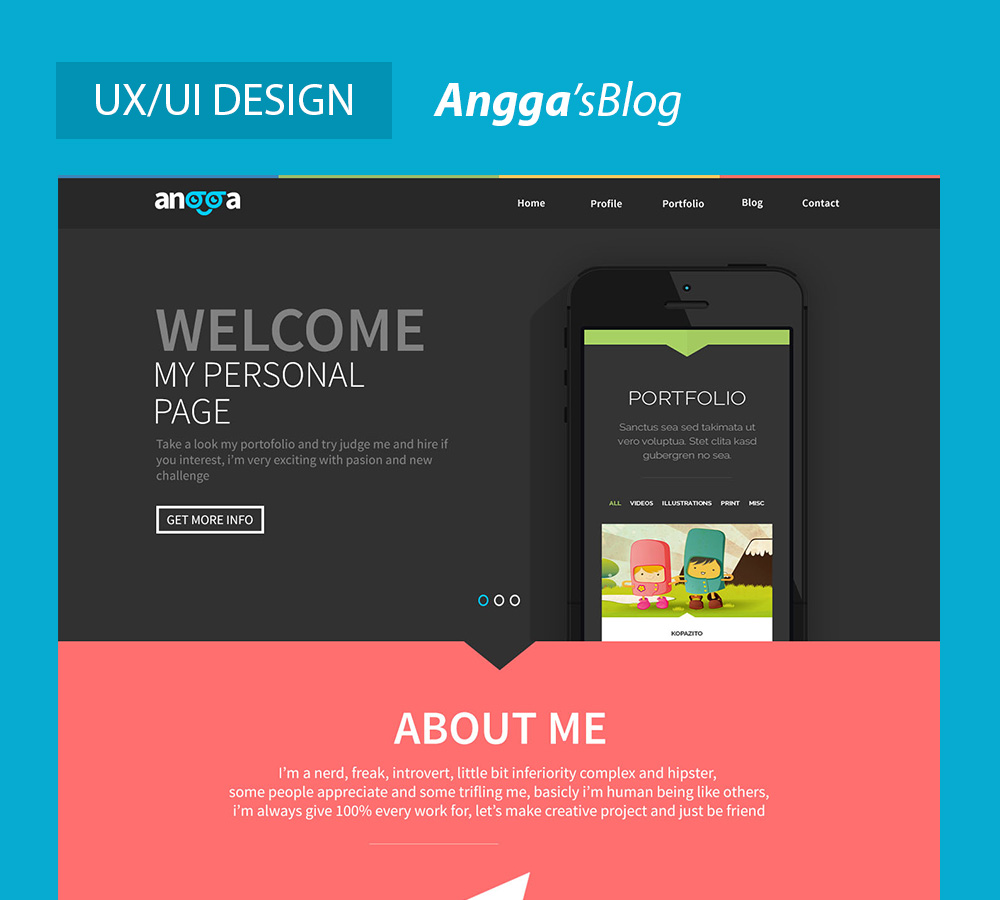 UX/UI DESIGN
Angga'sBlog
angga
Home Profile Portfolio Blog Contact
WELCOME
MY PERSONAL
PAGE
Take a look my portofolio and try judge me and hire if
you interest, i'm very exciting with pasion and new
challenge
GET MORE INFO
PORTFOLIO
Sanctus sea sed takimata ut
vero voluptua. Stet clita kasd
gubergren no sea.
ALL VIDEOS ILLUSTRATIONS PRINT MISC
KOPAZITO
ABOUT ME
I'm a nerd, freak, introvert, little bit inferiority complex and hipster,
some people appreciate and some trifling me, basicly i'm human being like others,
i'm always give 100% every work for, let's make creative project and just be friend